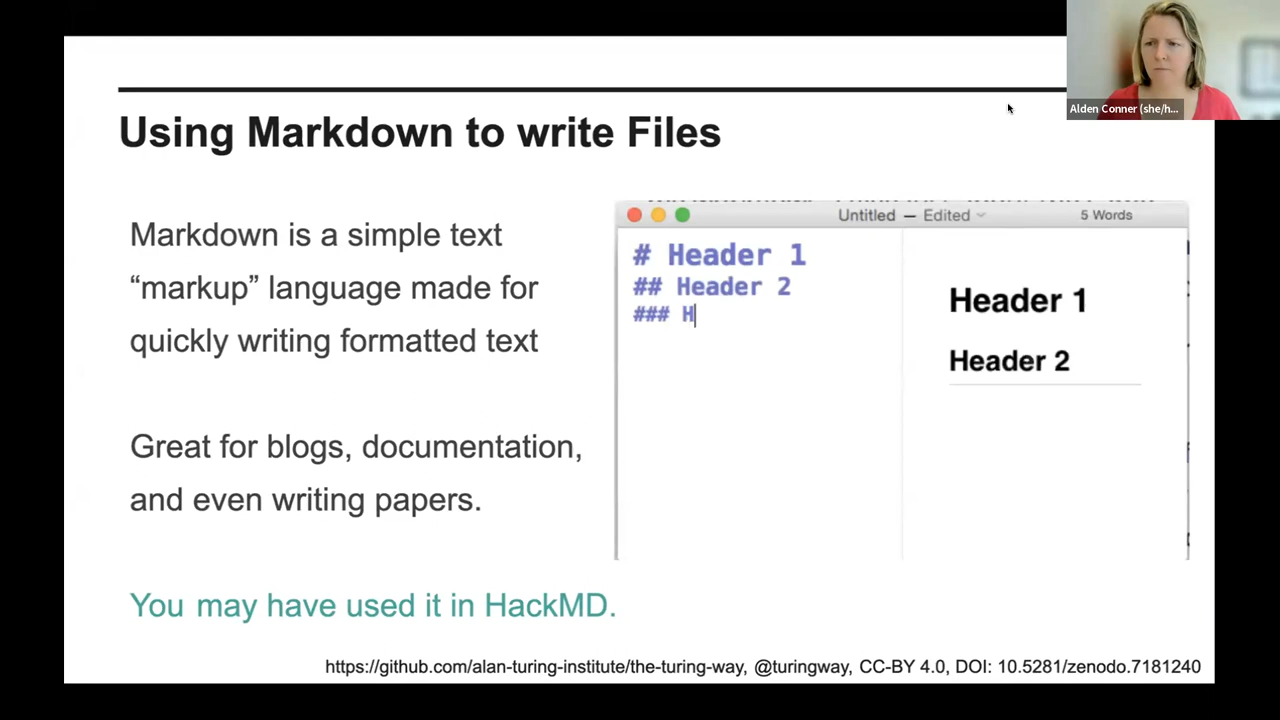 Alden Conner (she/h...
Using Markdown to write Files
Markdown is a simple text
“markup” language made for
quickly writing formatted text
Great for blogs, documentation,
and even writing papers.
You may have used it in HackMD.
Untitled — Edited
5 Words
# Header 1
## Header 2
### H
Header 1
Header 2
https://github.com/alan-turing-institute/the-turing-way, @turingway, CC-BY 4.0, DOI: 10.5281/zenodo.7181240